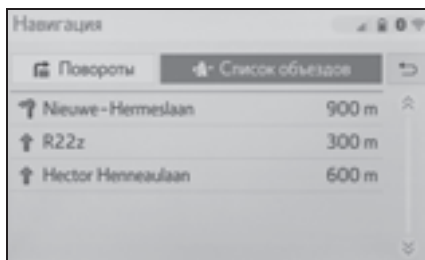 Навигация
Повороты Список объездов
Nieuwe-Hermeslaan 900 m
R22z 300 m
Hector Henneaulaan 600 m